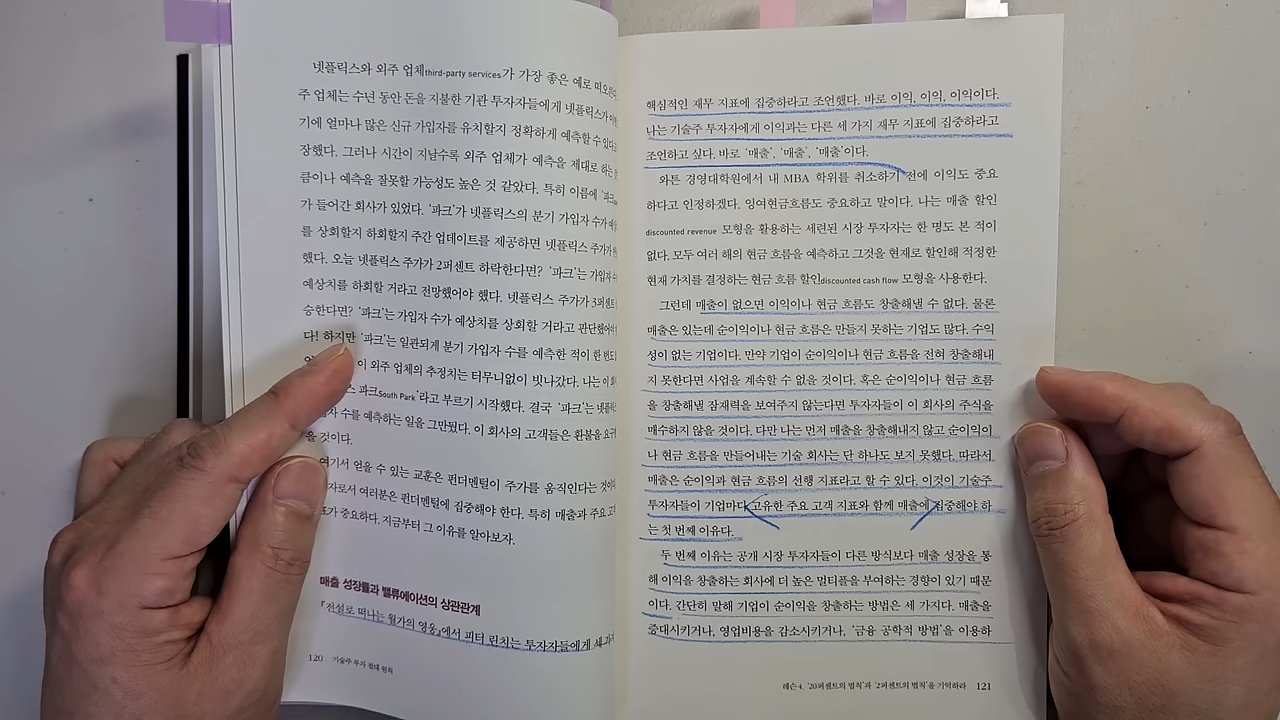 넷플릭스와 외주 업체third-party services가 가장 좋은 예로
주 업체는 수년 동안 돈을 지불한 기관 투자자들에게 넷플릭스가
기에 얼마나 많은 신규 가입자를 유치할지 정확하게 예측할 수
장했다. 그러나 시간이 지날수록 외주 업체가 예측을 제대로 하는
큼이나 예측을 잘못할 가능성도 높은 것 같았다. 특히 이름에 '파크
가 들어간 회사가 있었다. '파크'가 넷플릭스의 분기 가입자 수가
를 상회할지 하회할지 주간 업데이트를 제공하면 넷플릭스 주가가
했다. 오늘 넷플릭스 주가가 2퍼센트 하락한다면? '파크'는 가입자
예상치를 하회할 거라고 전망했어야 했다. 넷플릭스 주가가 3퍼센트
승한다면? '파크'는 가입자 수가 예상치를 상회할 거라고 판단했어야
다! 하지만 '파크'는 일관되게 분기 가입자 수를 예측한 적이 한 번도
이 외주 업체의 추정치는 터무니없이 빗나갔다. 나는 이
스 파크South Park'라고 부르기 시작했다. 결국 '파크'는
수를 예측하는 일을 그만뒀다. 이 회사의 고객들은 환불을
을 것이다.
여기서 얻을 수 있는 교훈은 펀더멘털이 주가를 움직인다는
자로서 여러분은 펀더멘털에 집중해야 한다. 특히 매출과 주요
가 중요하다. 지금부터 그 이유를 알아보자.
매출 성장률과 밸류에이션의 상관관계
『전설로 떠나는 월가의 영웅』에서 피터 린치는 투자자들에게
120 기술주 투자 절대 원칙
핵심적인 재무 지표에 집중하라고 조언했다. 바로 이익, 이익, 이익이다.
나는 기술주 투자자에게 이익과는 다른 세 가지 재무 지표에 집중하라고
조언하고 싶다. 바로 '매출', '매출', '매출'이다.
와튼 경영대학원에서 내 MBA 학위를 취소하기 전에 이익도 중요
하다고 인정하겠다. 잉여현금흐름도 중요하고 말이다. 나는 매출 할인
discounted revenue 모형을 활용하는 세련된 시장 투자자는 한 명도 본 적이
없다. 모두 여러 해의 현금 흐름을 예측하고 그것을 현재로 할인해 적정한
현재 가치를 결정하는 현금 흐름 할인discounted cash flow 모형을 사용한다.
그런데 매출이 없으면 이익이나 현금 흐름도 창출해낼 수 없다. 물론
매출은 있는데 순이익이나 현금 흐름은 만들지 못하는 기업도 많다. 수익
성이 없는 기업이다. 만약 기업이 순이익이나 현금 흐름을 전혀 창출해내
지 못한다면 사업을 계속할 수 없을 것이다. 혹은 순이익이나 현금 흐름
을 창출해낼 잠재력을 보여주지 않는다면 투자자들이 이 회사의 주식을
매수하지 않을 것이다. 다만 나는 먼저 매출을 창출해내지 않고 순이익이
나 현금 흐름을 만들어내는 기술 회사는 단 하나도 보지 못했다. 따라서
매출은 순이익과 현금 흐름의 선행 지표라고 할 수 있다. 이것이 기술주
투자자들이 기업마다 고유한 주요 고객 지표와 함께 매출에 집중해야 하
는 첫 번째 이유다.
두 번째 이유는 공개 시장 투자자들이 다른 방식보다 매출 성장을 통
해 이익을 창출하는 회사에 더 높은 멀티플을 부여하는 경향이 있기 때문
이다. 간단히 말해 기업이 순이익을 창출하는 방법은 세 가지다. 매출을
증대시키거나, 영업비용을 감소시키거나, '금융 공학적 방법'을 이용하
레슨 4. '20퍼센트의 법칙'과 '2퍼센트의 법칙'을 기억하라 121